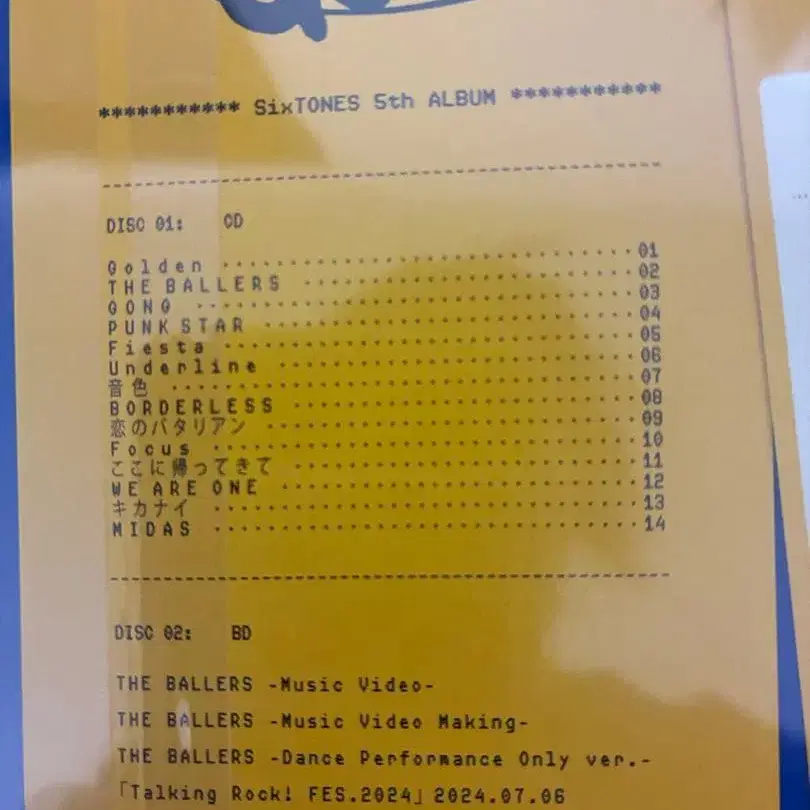 *********** SixTONES 5th ALBUM ***********
DISC 01: CD
Golden 01
THE BALLERS 02
GONG 03
PUNK STAR 04
Fiesta 05
Underline 06
音色 07
BORDERLESS 08
恋のバタリアン 09
Focus 10
ここに帰ってきて 11
WE ARE ONE 12
キカナイ 13
MIDAS 14
DISC 02: BD
THE BALLERS -Music Video-
THE BALLERS -Music Video Making-
THE BALLERS -Dance Performance Only ver.-
「Talking Rock! FES.2024」2024.07.06